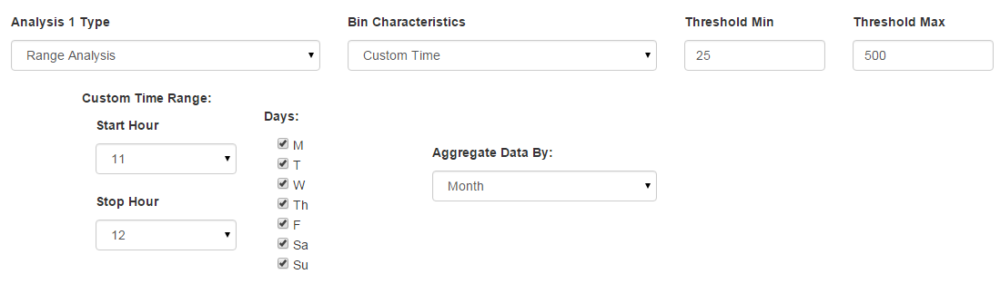 Analysis 1 Type
Bin Characteristics
Threshold Min
Threshold Max
Range Analysis
Custom Time
25
500
Custom Time Range:
Start Hour
11
Stop Hour
12
Days:
M
T
W
Th
F
Sa
Su
Aggregate Data By:
Month